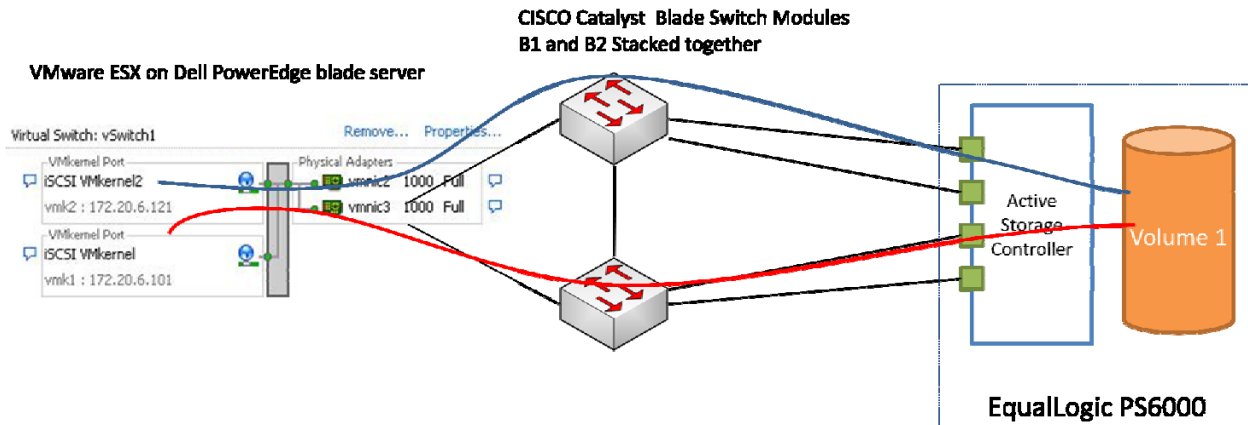 CISCO Catalyst Blade Switch Modules
B1 and B2 Stacked together
VMware ESX on Dell PowerEdge blade server
Virtual Switch: vSwitch1
Remove... Properties...
VMkernel Port
iSCSI VMkernel2
vmk2 : 172.20.6.121
VMkernel Port
iSCSI VMkernel
vmk1 : 172.20.6.101
Physical Adapters
vmnic2 1000 Full
vmnic3 1000 Full
Active
Storage
Controller
Volume 1
EqualLogic PS6000